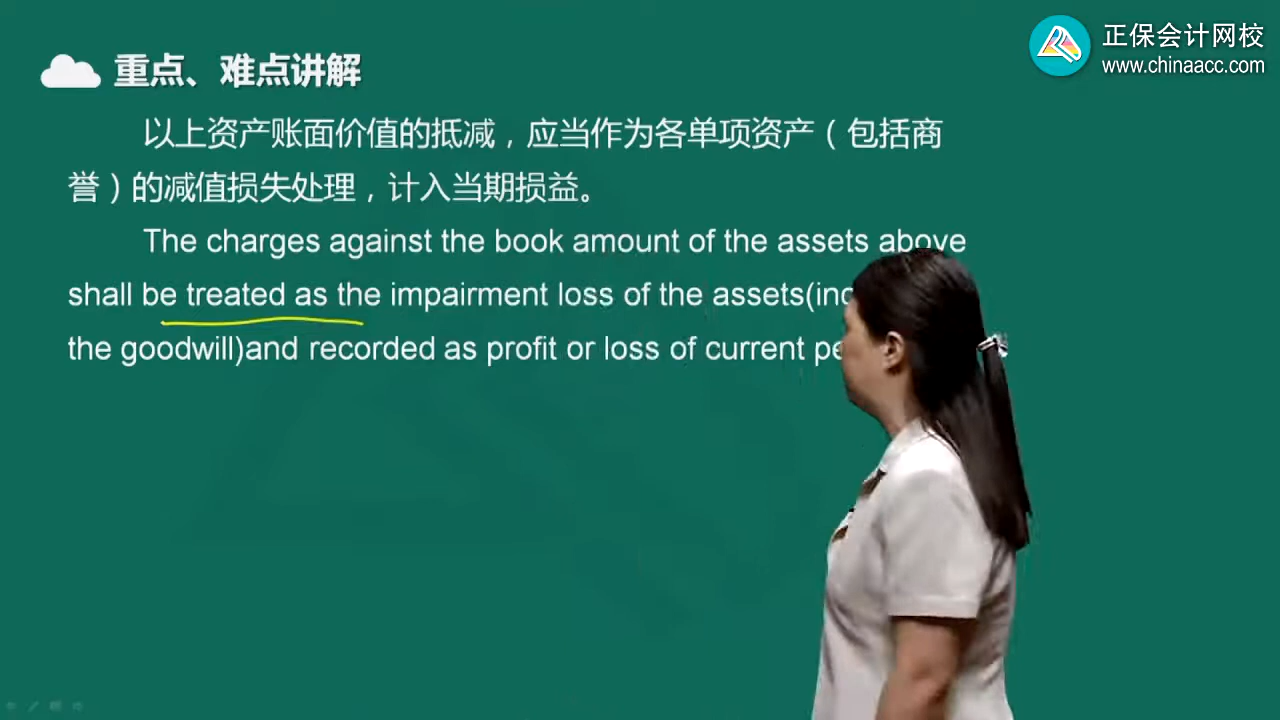 重点、难点讲解
正保会计网校
www.chinaacc.com
以上资产账面价值的抵减，应当作为各单项资产（包括商
誉）的减值损失处理，计入当期损益。
The charges against the book amount of the assets above
shall be treated as the impairment loss of the assets(
the goodwill)and recorded as profit or loss of current